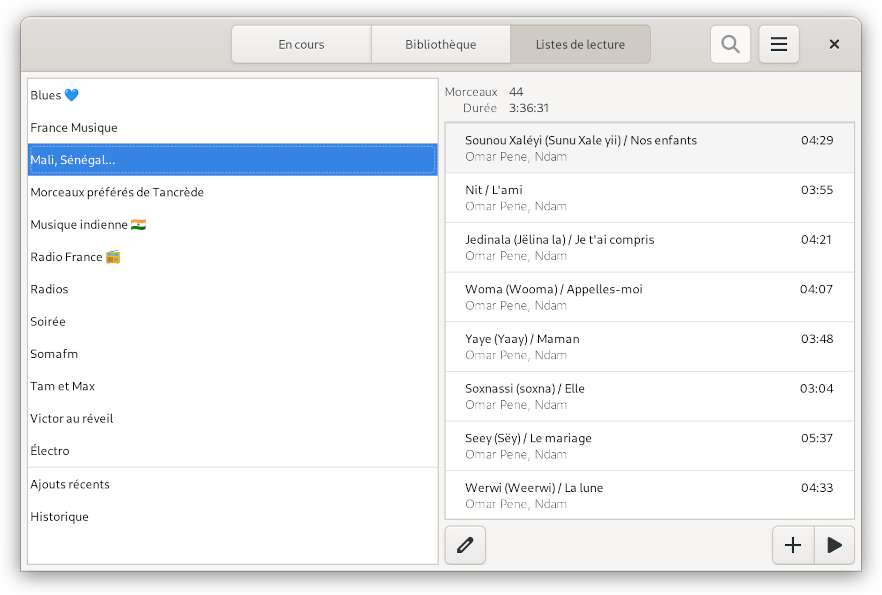 En cours
Bibliothèque
Listes de lecture
Blues 💙
France Musique
Mali, Sénégal...
Morceaux préférés de Tancrède
Musique indienne 🇮🇳
Radio France 📻
Radios
Soirée
Somafm
Tam et Max
Victor au réveil
Électro
Ajouts récents
Historique
Morceaux 44
Durée 3:36:31
Sounou Xaléyi (Sunu Xale yii) / Nos enfants 04:29
Omar Pene, Ndam
Nit / L'ami 03:55
Omar Pene, Ndam
Jedinala (Jëlina la) / Je t'ai compris 04:21
Omar Pene, Ndam
Woma (Wooma) / Appelles-moi 04:07
Omar Pene, Ndam
Yaye (Yaay) / Maman 03:48
Omar Pene, Ndam
Soxnassi (soxna) / Elle 03:04
Omar Pene, Ndam
Seey (Sëy) / Le mariage 05:37
Omar Pene, Ndam
Werwi (Weerwi) / La lune 04:33
Omar Pene, Ndam